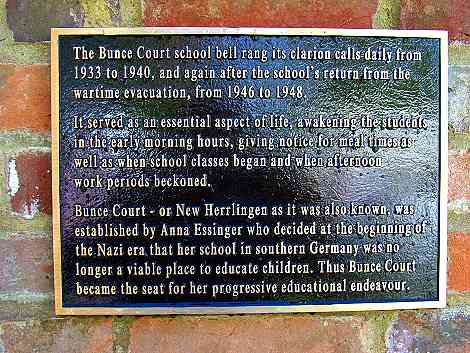 The Bunce Court school bell rang its clarion calls daily from
1933 to 1940, and again after the school's return from the
wartime evacuation, from 1946 to 1948.
It served as an essential aspect of life, awakening the students
in the early morning hours, giving notice for meal times as
well as when school classes began and when afternoon
work periods beckoned.
Bunce Court - or New Herrlingen as it was also known, was
established by Anna Essinger who decided at the beginning of
the Nazi era that her school in southern Germany was no
longer a viable place to educate children. Thus Bunce Court
became the seat for her progressive educational endeavour.